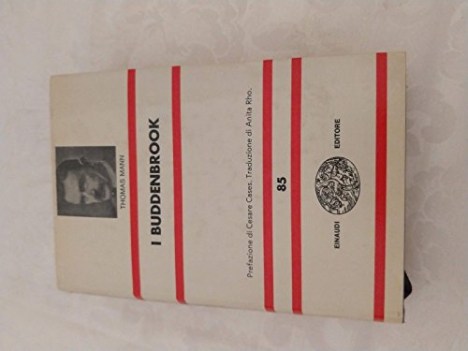 THOMAS MANN
I BUDDENBROOK
Prefazione di Cesare Cases. Traduzione di Anita Rho.
85
EINAUDI EDITORE